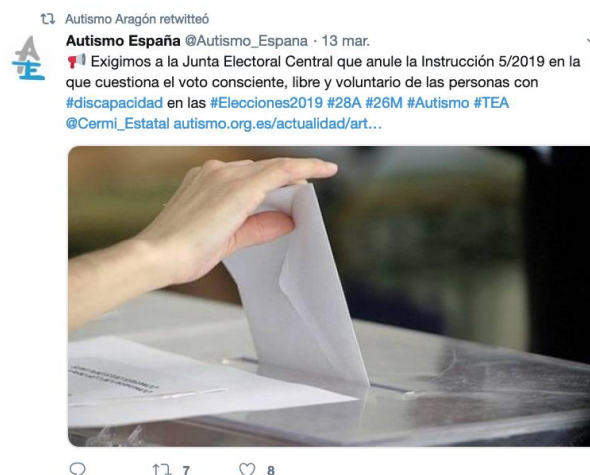 Autismo Aragón retwitteó
Autismo España @Autismo_Espana · 13 mar.
Exigimos a la Junta Electoral Central que anule la Instrucción 5/2019 en la
que cuestiona el voto consciente, libre y voluntario de las personas con
#discapacidad en las #Elecciones2019 #28A #26M #Autismo #TEA
@Cermi_Estatal autismo.org.es/actualidad/art…
7 8